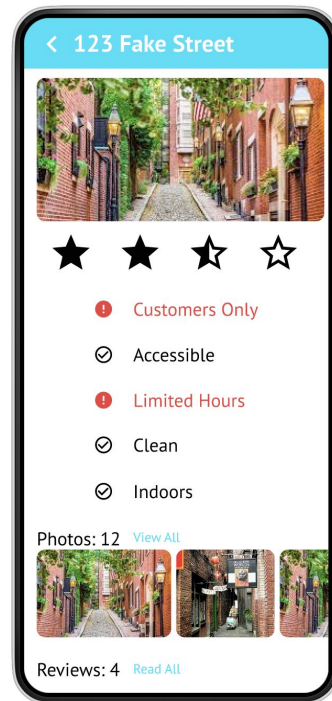 123 Fake Street
Customers Only
Accessible
Limited Hours
Clean
Indoors
Photos: 12 View All
Reviews: 4 Read All